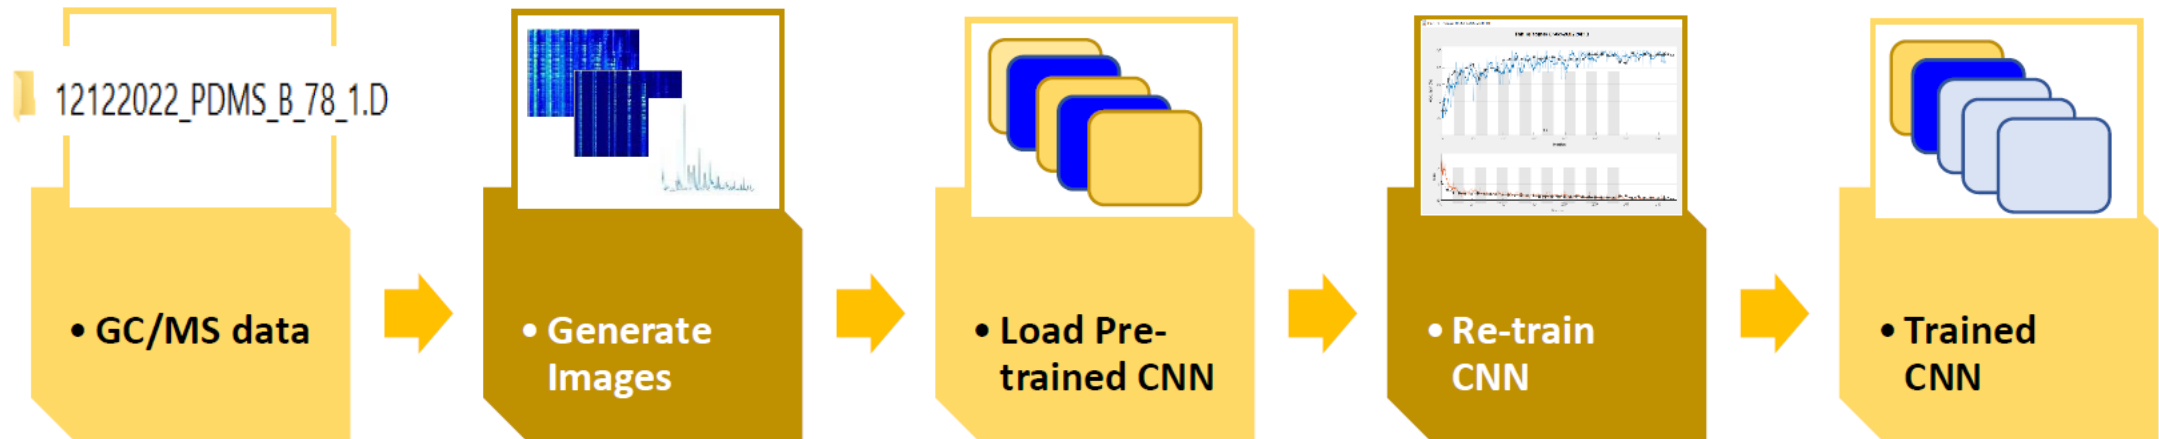 12122022_PDMS_B_78_1.D
• GC/MS data
• Generate
Images
• Load Pre-
trained CNN
• Re-train
CNN
• Trained
CNN